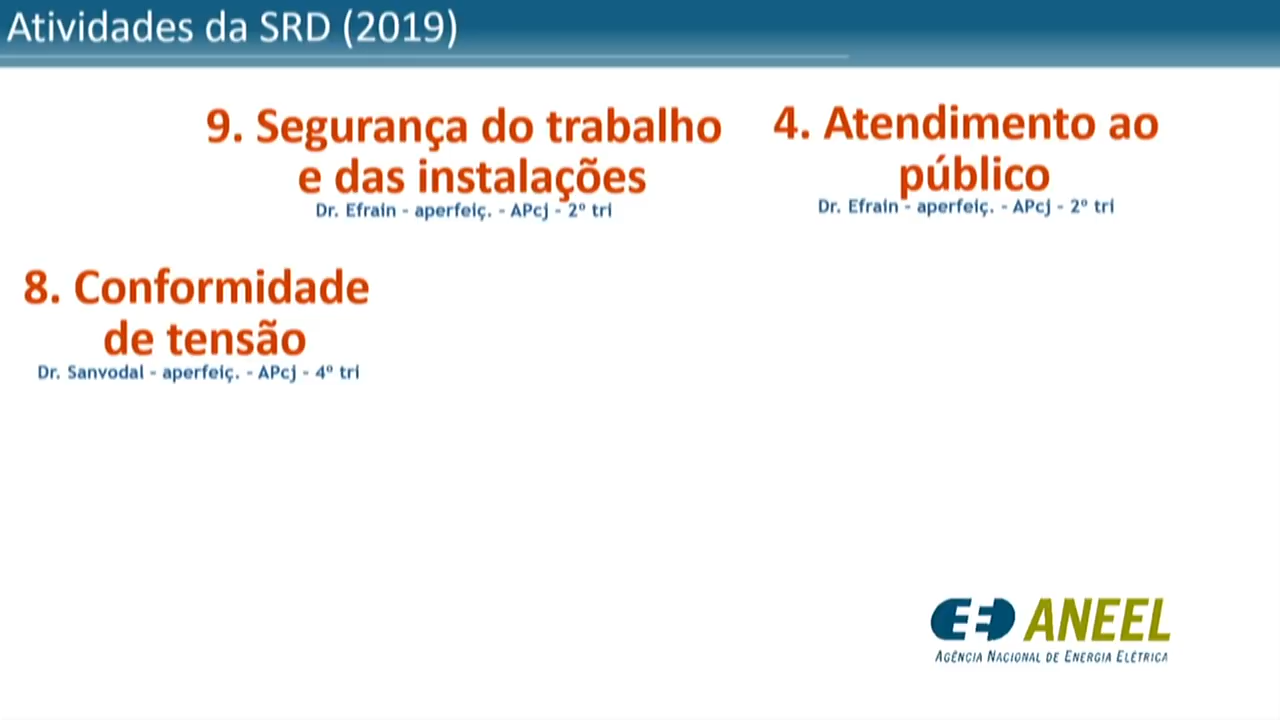 Atividades da SRD (2019)
9. Segurança do trabalho
e das instalações
Dr. Efrain - aperfeiç. - APcj - 2º tri
4. Atendimento ao
público
Dr. Efrain - aperfeiç. - APcj - 2º tri
8. Conformidade
de tensão
Dr. Sanvodal - aperfeiç. - APcj - 4º tri
ANEEL
AGÊNCIA NACIONAL DE ENERGIA ELÉTRICA